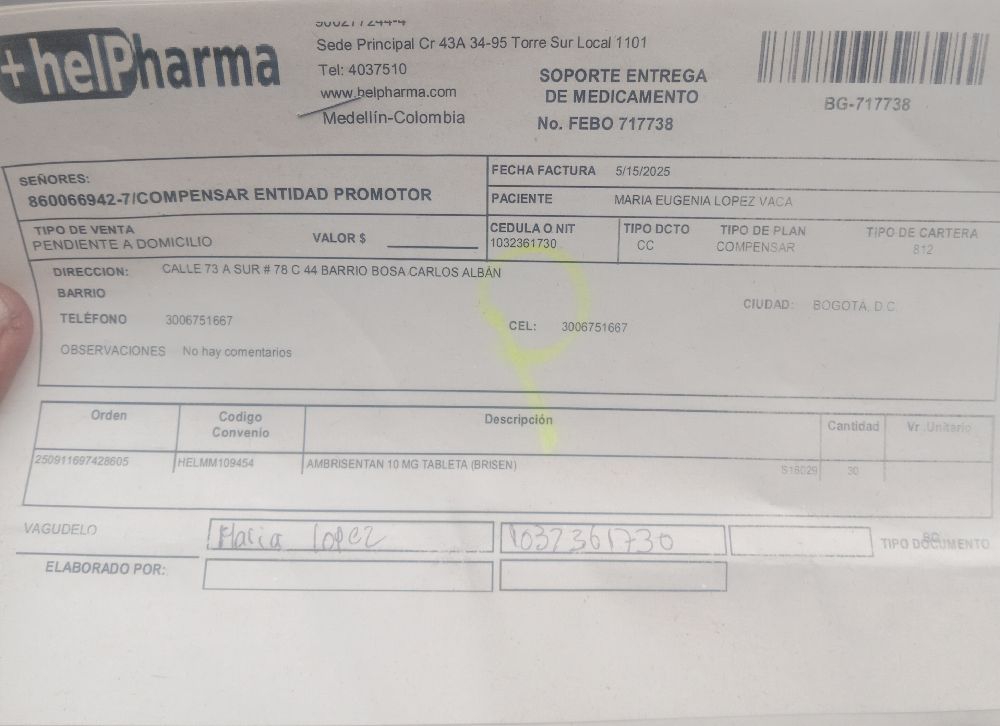 +helPharma
900277244-4
Sede Principal Cr 43A 34-95 Torre Sur Local 1101
Tel: 4037510
www.helpharma.com
Medellín-Colombia
SOPORTE ENTREGA
DE MEDICAMENTO
No. FEBO 717738
BG-717738
SEÑORES:
860066942-7/COMPENSAR ENTIDAD PROMOTOR
FECHA FACTURA 5/15/2025
PACIENTE MARIA EUGENIA LOPEZ VACA
TIPO DE VENTA
PENDIENTE A DOMICILIO
VALOR $
CEDULA O NIT
1032361730
TIPO DCTO
CC
TIPO DE PLAN
COMPENSAR
TIPO DE CARTERA
812
DIRECCION: CALLE 73 A SUR # 78 C 44 BARRIO BOSA CARLOS ALBÁN
BARRIO
CIUDAD: BOGOTÁ, D.C.
TELÉFONO 3006751667
CEL: 3006751667
OBSERVACIONES No hay comentarios
Orden Codigo Convenio Descripción Cantidad Vr .Unitario
250911697428605 HELMM109454 AMBRISENTAN 10 MG TABLETA (BRISEN) S18029 30
VAGUDELO Maria Lopez 1032361730 TIPO DOCUMENTO
ELABORADO POR: